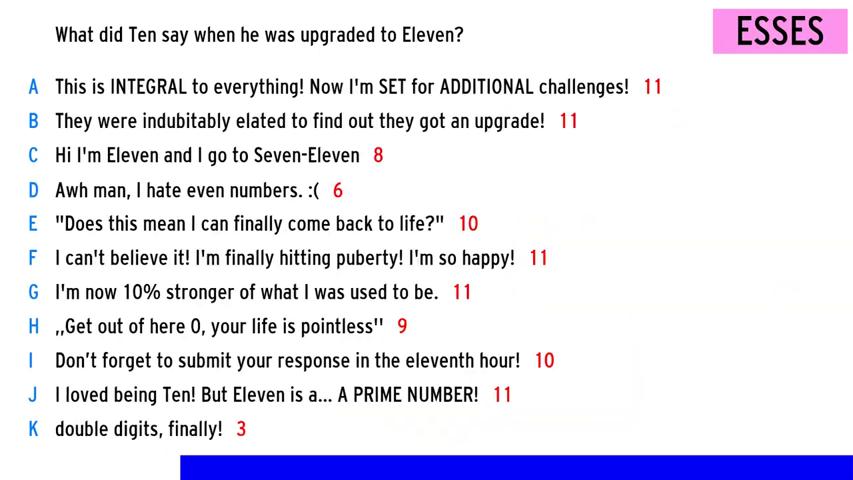 What did Ten say when he was upgraded to Eleven?
ESSES
A This is INTEGRAL to everything! Now I'm SET for ADDITIONAL challenges! 11
B They were indubitably elated to find out they got an upgrade! 11
C Hi I'm Eleven and I go to Seven-Eleven 8
D Awh man, I hate even numbers. :( 6
E "Does this mean I can finally come back to life?" 10
F I can't believe it! I'm finally hitting puberty! I'm so happy! 11
G I'm now 10% stronger of what I was used to be. 11
H ,,Get out of here 0, your life is pointless" 9
I Don’t forget to submit your response in the eleventh hour! 10
J I loved being Ten! But Eleven is a... A PRIME NUMBER! 11
K double digits, finally! 3